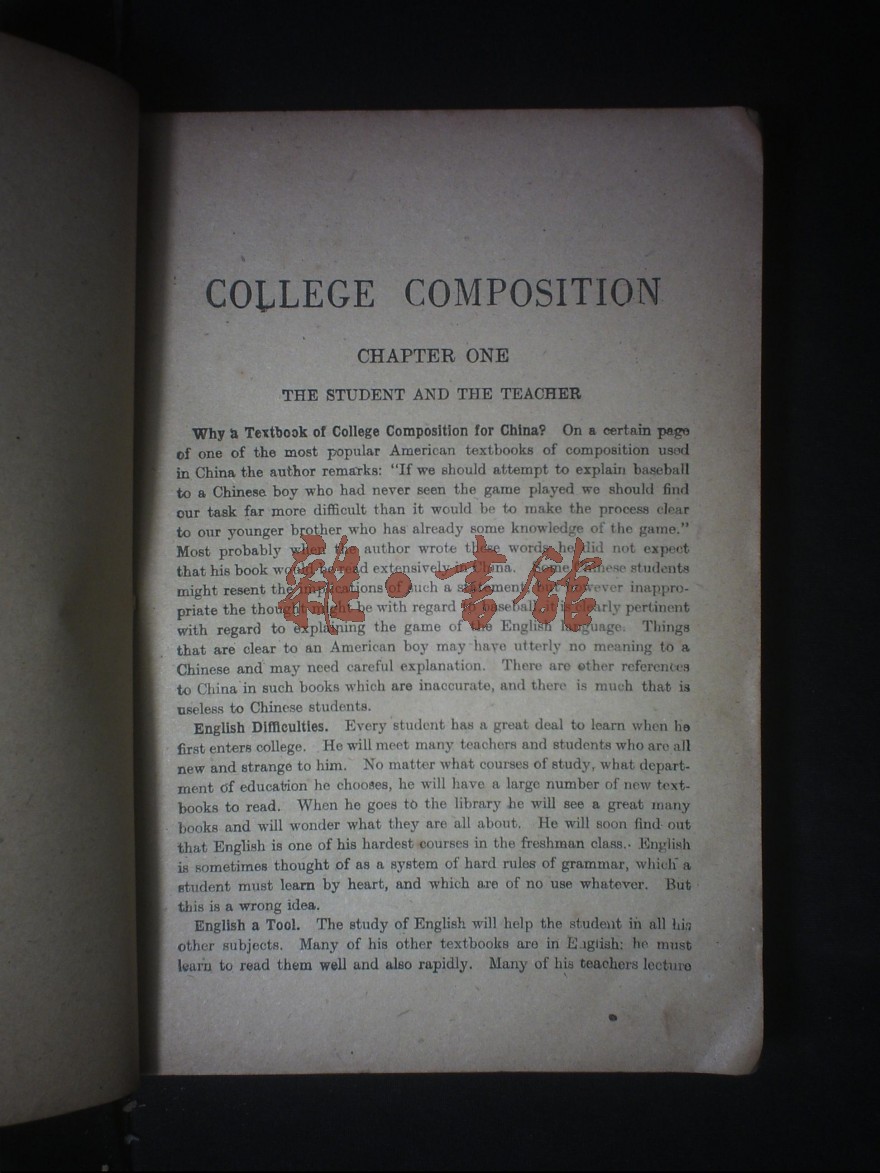 COLLEGE COMPOSITION
CHAPTER ONE
THE STUDENT AND THE TEACHER
Why a Textbook of College Composition for China? On a certain page
of one of the most popular American textbooks of composition used
in China the author remarks: "If we should attempt to explain baseball
to a Chinese boy who had never seen the game played we should find
our task far more difficult than it would be to make the process clear
to our younger brother who has already some knowledge of the game."
Most probably when the author wrote these words he did not expect
that his book would be read extensively in China. Some Chinese students
might resent the implications of such a statement, but however inappro-
priate the thought might be with regard to baseball, it is clearly pertinent
with regard to explaining the game of the English language. Things
that are clear to an American boy may have utterly no meaning to a
Chinese and may need careful explanation. There are other references
to China in such books which are inaccurate, and there is much that is
useless to Chinese students.
English Difficulties. Every student has a great deal to learn when he
first enters college. He will meet many teachers and students who are all
new and strange to him. No matter what courses of study, what depart-
ment of education he chooses, he will have a large number of new text-
books to read. When he goes to the library he will see a great many
books and will wonder what they are all about. He will soon find out
that English is one of his hardest courses in the freshman class. English
is sometimes thought of as a system of hard rules of grammar, which a
student must learn by heart, and which are of no use whatever. But
this is a wrong idea.
English a Tool. The study of English will help the student in all his
other subjects. Many of his other textbooks are in English: he must
learn to read them well and also rapidly. Many of his teachers lecture
雜·書館